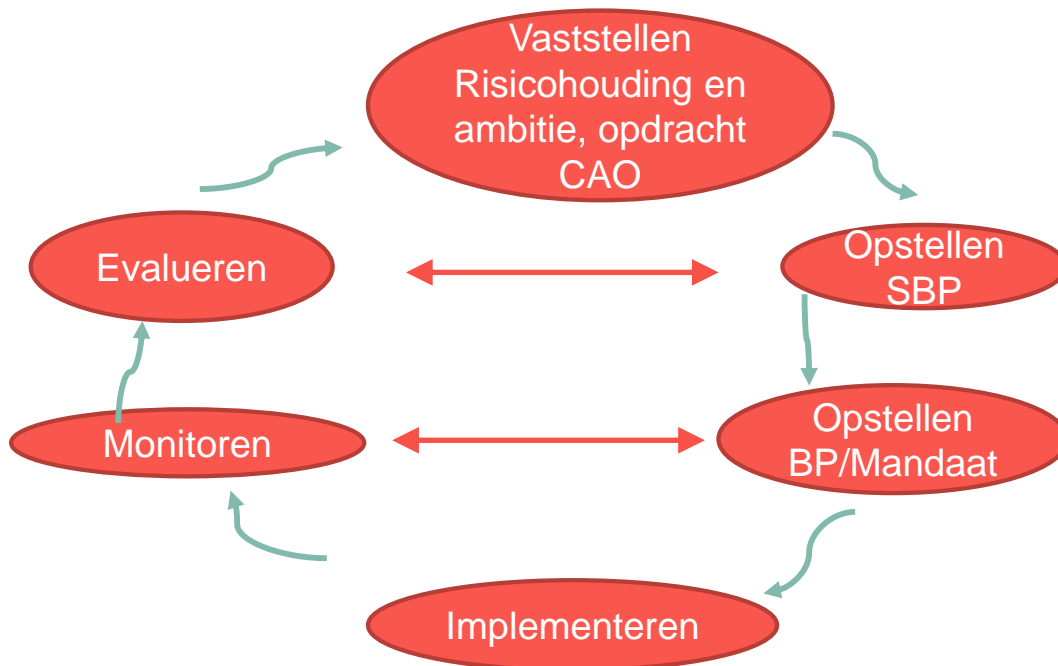 Vaststellen
Risicohouding en
ambitie, opdracht
CAO
Evalueren
Opstellen
SBP
Monitoren
Opstellen
BP/Mandaat
Implementeren